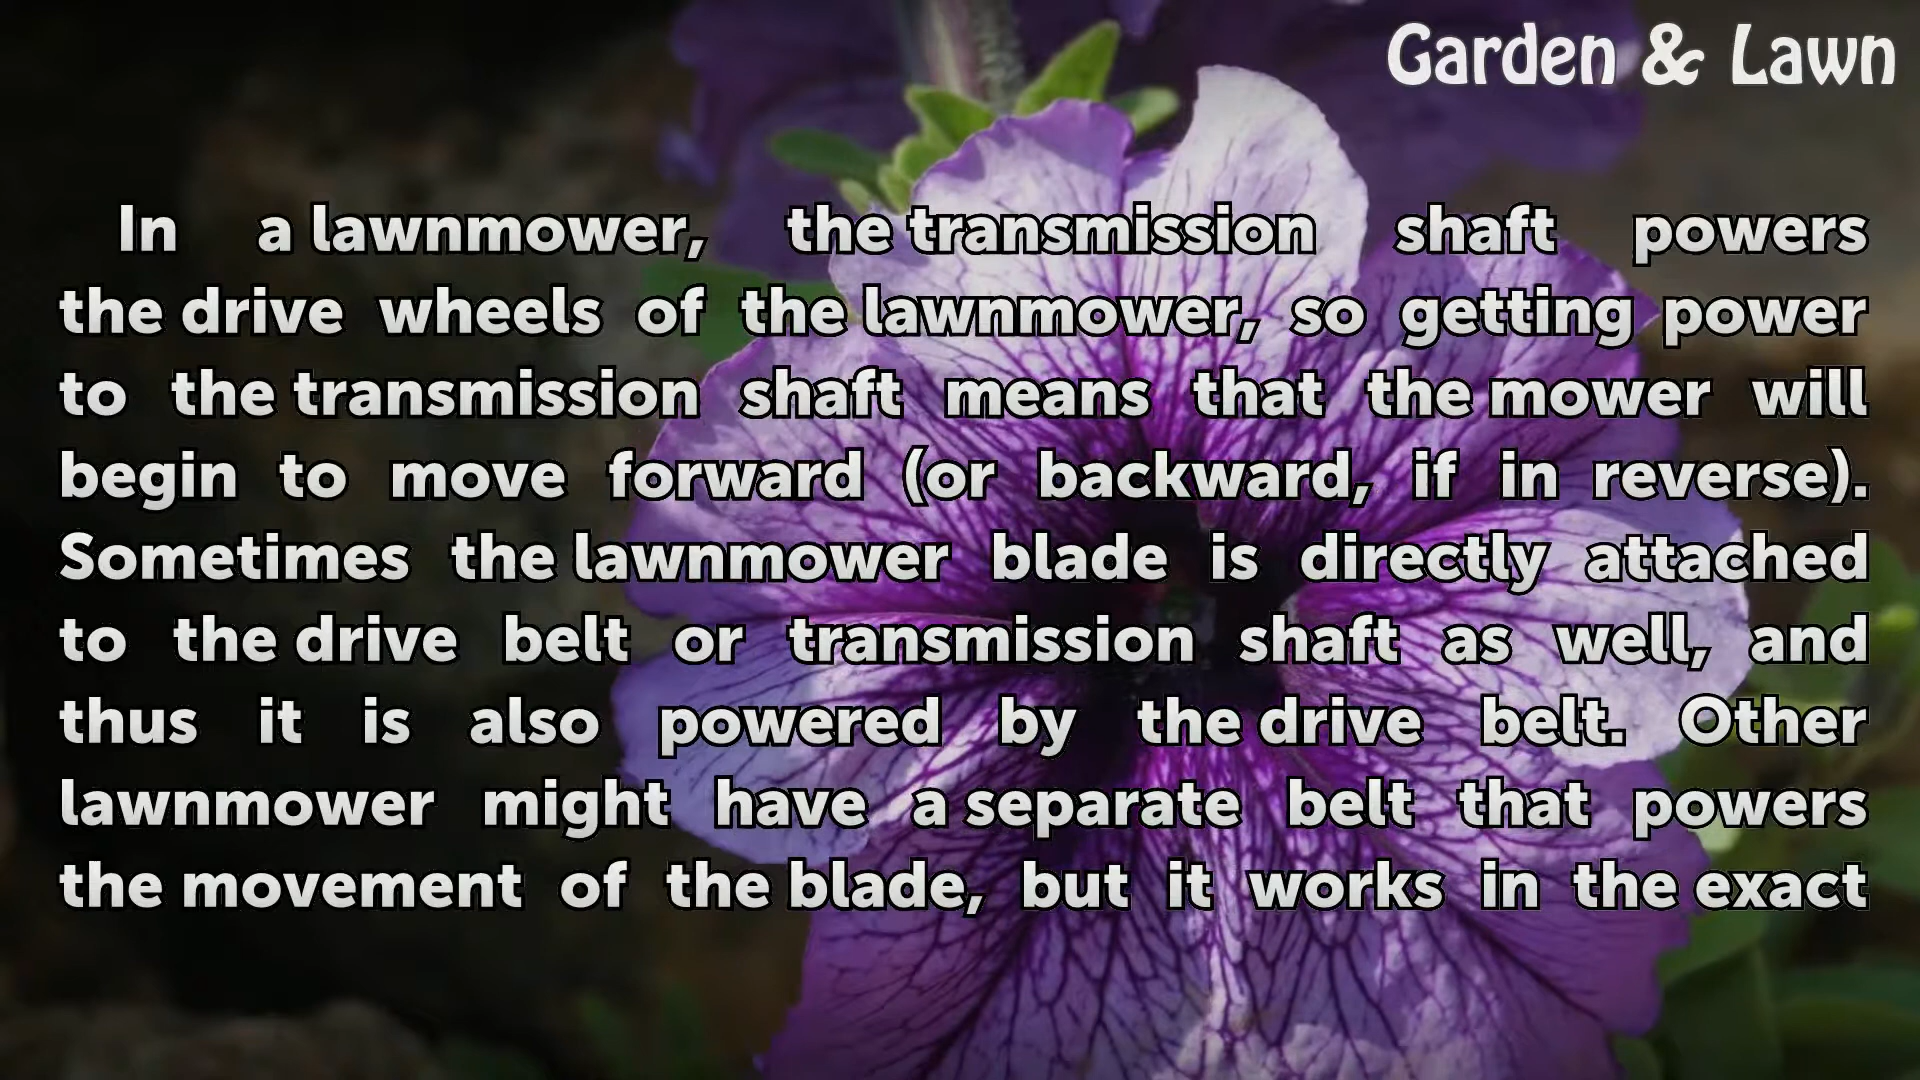 Garden & Lawn
In a lawnmower, the transmission shaft powers
the drive wheels of the lawnmower, so getting power
to the transmission shaft means that the mower will
begin to move forward (or backward, if in reverse).
Sometimes the lawnmower blade is directly attached
to the drive belt or transmission shaft as well, and
thus it is also powered by the drive belt. Other
lawnmower might have a separate belt that powers
the movement of the blade, but it works in the exact